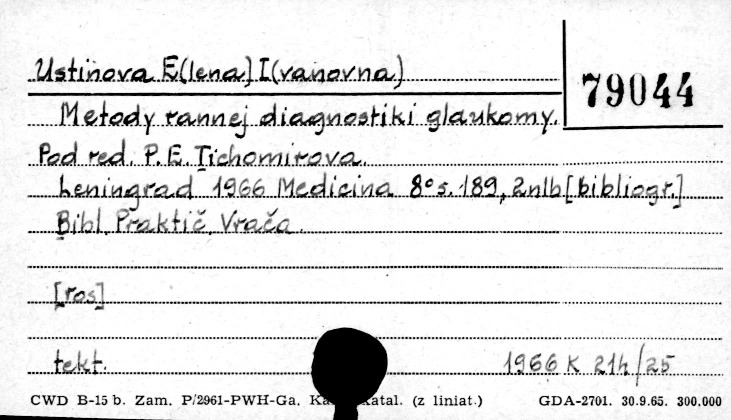 Ustinova E(lena) I(vanovna)
79044
Metody rannej diagnostiki glaukomy.
Pod red. P. E. Tichomirova.
Leningrad 1966 Medicina 8° s. 189, 2nlb [bibliogr.]
Bibl. Praktič. Vrača.
[ros]
tekt. 1966 K 214/25
CWD B-15 b. Zam. P/2961-PWH-Ga. katal. (z liniat.) GDA-2701. 30.9.65. 300.000